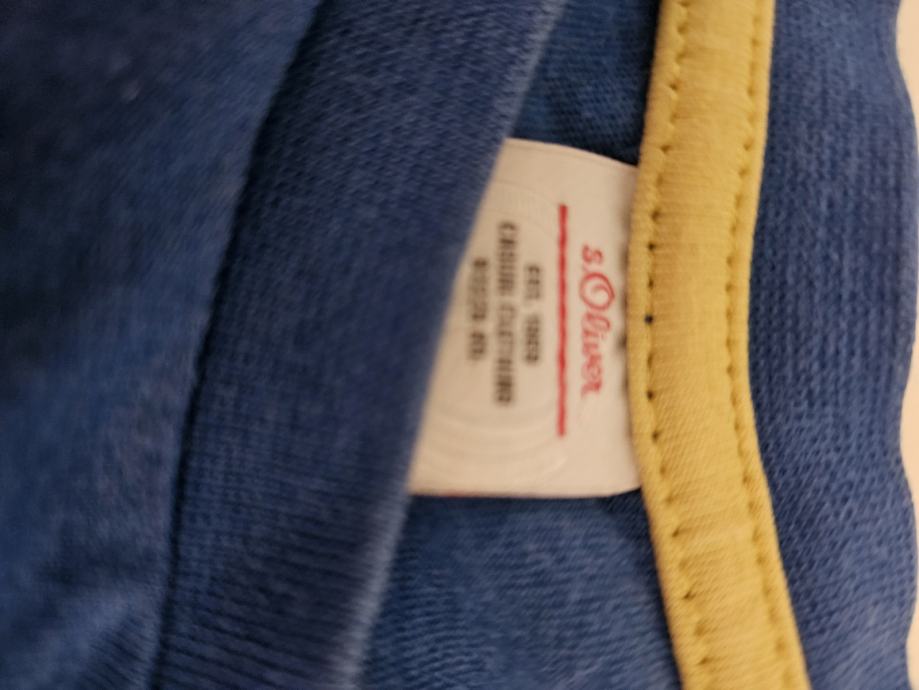 s.Oliver
EST. 1969
CASUAL CLOTHING